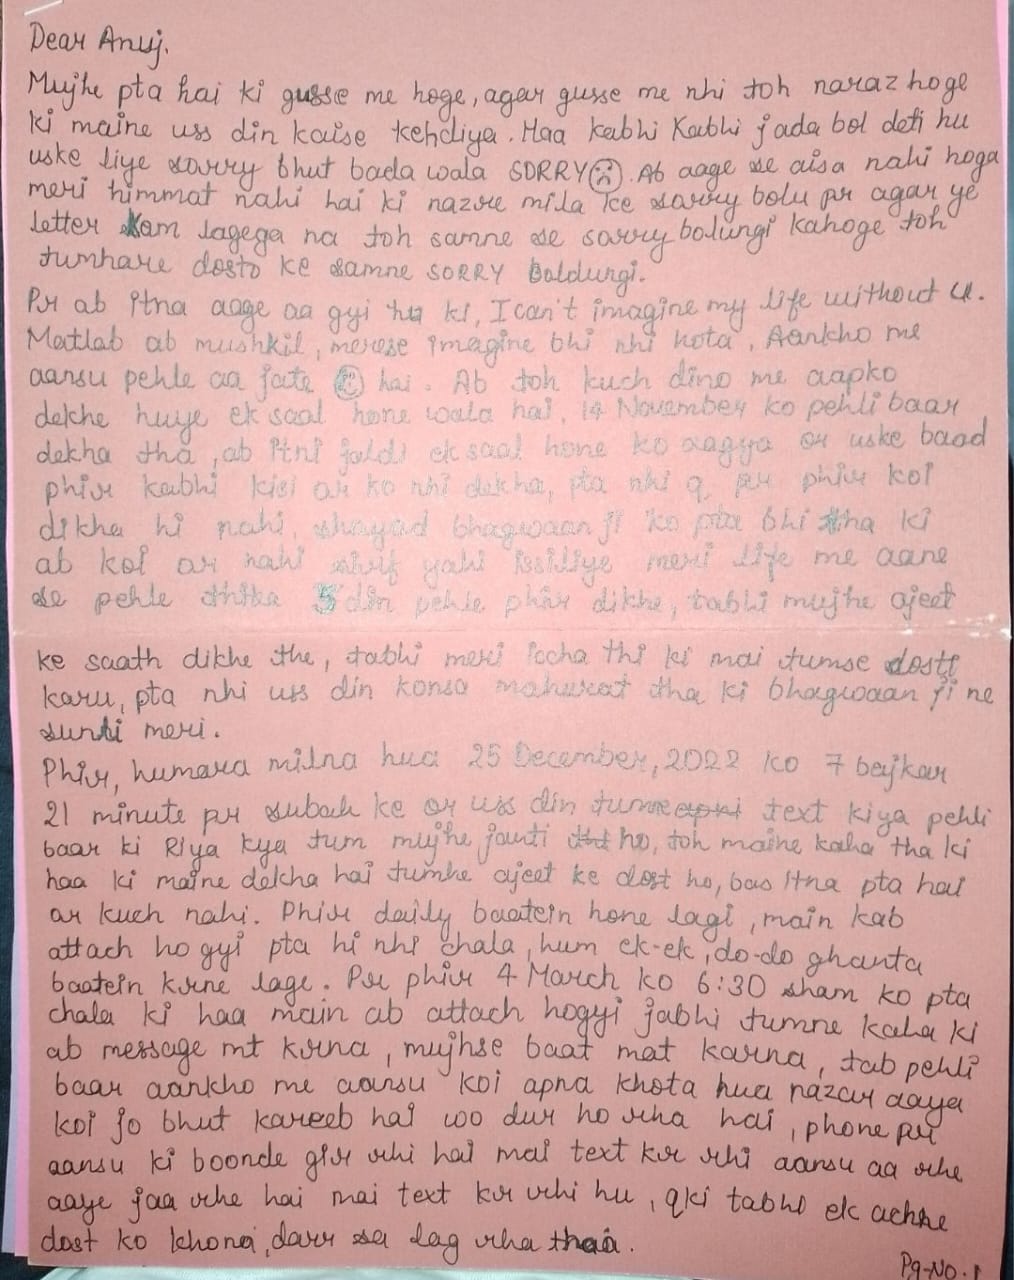 Dear Anuj,
Mujhe pta hai ki gusse me hoge, agar gusse me nhi toh naraz hoge
ki maine uss din kaise kehdiya. Haa kabhi kabhi jada bol deti hu
uske liye sorry bhut bada wala SORRY☹. Ab aage se aisa nahi hoga
meri himmat nahi hai ki nazre mila ke sorry bolu pr agar ye
letter kam lagega na toh samne se sorry bolungi kahoge toh
tumhare dosto ke samne SORRY boldungi.
Pr ab itna aage aa gyi hu ki, I can't imagine my life without u.
Matlab ab mushkil, merese imagine bhi nhi hota, Aankho me
aansu pehle aa jate ☹ hai. Ab toh kuch dino me aapko
dekhe huye ek saal hone wala hai, 14 November ko pehli baar
dekha tha, ab itni jaldi ek saal hone ko aagya or uske baad
phir kabhi kisi or ko nhi dekha, pta nhi q pr phir koi
dikha hi nahi, shayad bhagwaan ji ko pta bhi tha ki
ab koi or nahi shirf yahi issiliye meri life me aane
se pehle thika 5 din pehle phir dikhe, tabhi mujhe ajeet
ke saath dikhe the, tabhi meri iccha thi ki mai tumse dosti
karu, pta nhi uss din konsa mahurat tha ki bhagwaan ji ne
sunli meri.
Phir, humara milna hua 25 December, 2022 ko 7 bajkar
21 minute pr subah ke or uss din tumne text kiya pehli
baar ki Riya kya tum mujhe janti ho, toh maine kaha tha ki
haa ki maine dekha hai tumhe ajeet ke dost ho, bas itna pta hai
or kuch nahi. Phir daily baatein hone lagi, main kab
attach ho gyi pta hi nhi chala, hum ek-ek, do-do ghanta
baatein krne lage. Pr phir 4 March ko 6:30 sham ko pta
chala ki haa main ab attach hogyi jabhi tumne kaha ki
ab message mt krna, mujhse baat mat karna, tab pehli
baar aankho me aansu koi apna khota hua nazar aaya
koi jo bhut kareeb hai woo dur ho rha hai, phone pr
aansu ki boonde gir rhi hai mai text kr rhi aansu aa rhe
aaye jaa rhe hai mai text kr rhi hu, qki tabhi ek achhe
dost ko khona, darr sa lag rha thaa.
Pg-No. 1